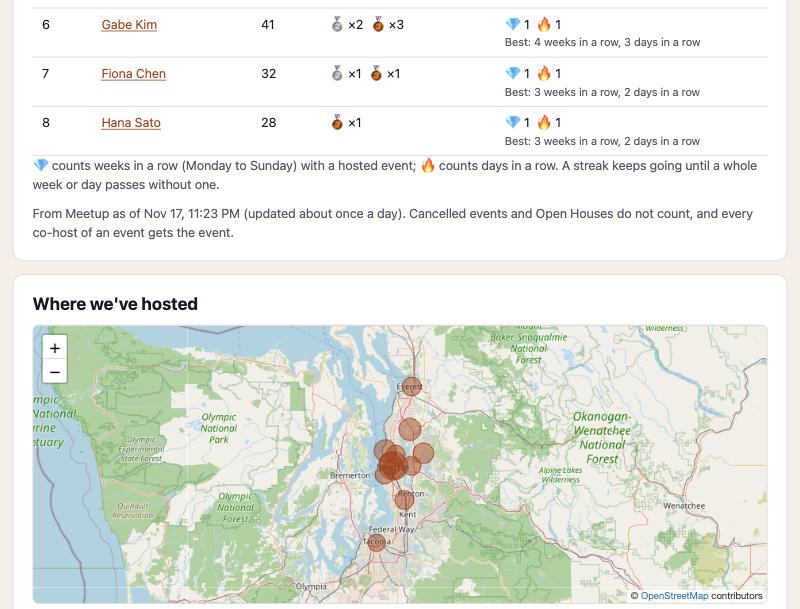 6 Gabe Kim 41 ×2 ×3 1 1
Best: 4 weeks in a row, 3 days in a row
7 Fiona Chen 32 ×1 ×1 1 1
Best: 3 weeks in a row, 2 days in a row
8 Hana Sato 28 ×1 1 1
Best: 3 weeks in a row, 2 days in a row
counts weeks in a row (Monday to Sunday) with a hosted event; counts days in a row. A streak keeps going until a whole
week or day passes without one.
From Meetup as of Nov 17, 11:23 PM (updated about once a day). Cancelled events and Open Houses do not count, and every
co-host of an event gets the event.
Where we've hosted
+
−
Baker-Snoqualmie
National
Forest
Wilderness
Everett
Olympic
National
Park
Okanogan-
Wenatchee
National
Forest
Olympic
Experimental
State Forest
Alpine Lakes
Wilderness
Bremerton
Quinault
Reservation
Olympic
National
Forest
Renton
Kent
Wenatchee
Federal Way
Tacoma
Olympia
© OpenStreetMap contributors